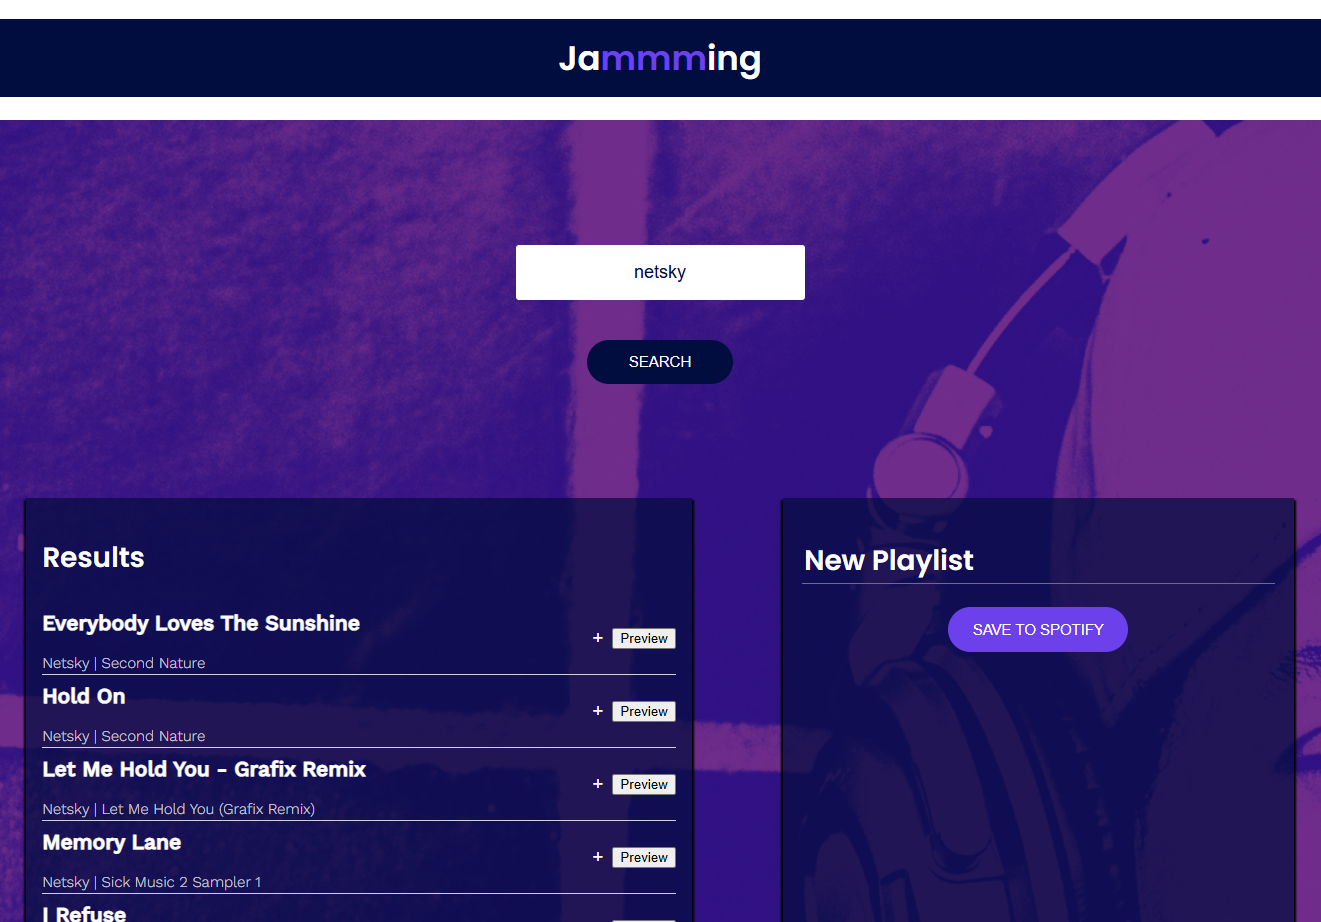 Jammming
netsky
SEARCH
Results
Everybody Loves The Sunshine
Netsky | Second Nature
+ Preview
Hold On
Netsky | Second Nature
+ Preview
Let Me Hold You - Grafix Remix
Netsky | Let Me Hold You (Grafix Remix)
+ Preview
Memory Lane
Netsky | Sick Music 2 Sampler 1
+ Preview
I Refuse
New Playlist
SAVE TO SPOTIFY